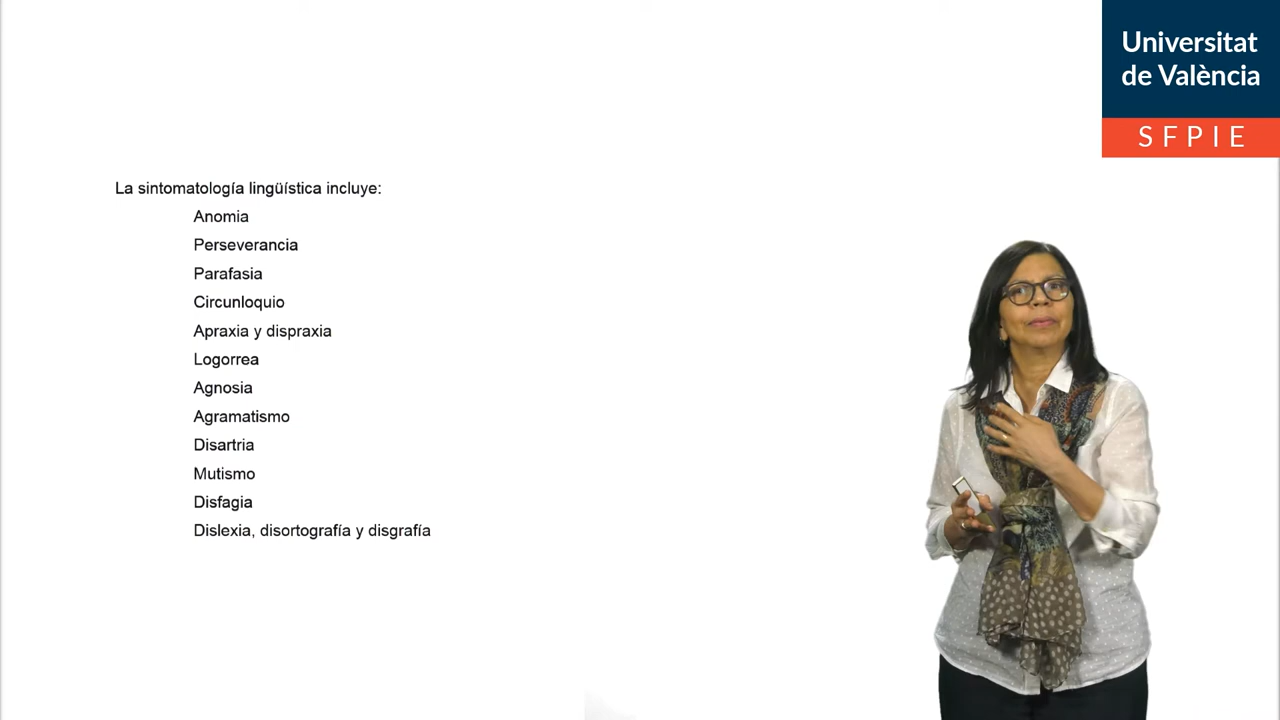 Universitat
de València
SFPIE
La sintomatología lingüística incluye:
Anomia
Perseverancia
Parafasia
Circunloquio
Apraxia y dispraxia
Logorrea
Agnosia
Agramatismo
Disartria
Mutismo
Disfagia
Dislexia, disortografía y disgrafía